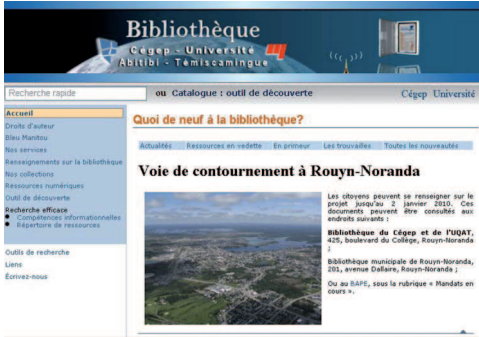 Bibliothèque
Cégep - Université
Abitibi - Témiscamingue
Recherche rapide
ou Catalogue : outil de découverte
Cégep Université
Accueil
Droits d'auteur
Bleu Manitou
Nos services
Renseignements sur la bibliothèque
Nos collections
Ressources numériques
Outil de découverte
Recherche efficace
Compétences informationnelles
Répertoire de ressources
Outils de recherche
Liens
Écrivez-nous
Quoi de neuf à la bibliothèque?
Actualités Ressources en vedette En primeur Les trouvailles Toutes les nouveautés
Voie de contournement à Rouyn-Noranda
Les citoyens peuvent se renseigner sur le
projet jusqu'au 2 janvier 2010. Ces
documents peuvent être consultés aux
endroits suivants :
Bibliothèque du Cégep et de l'UQAT,
425, boulevard du Collège, Rouyn-Noranda
;
Bibliothèque municipale de Rouyn-Noranda,
201, avenue Dallaire, Rouyn-Noranda ;
Ou au BAPE, sous la rubrique « Mandats en
cours ».